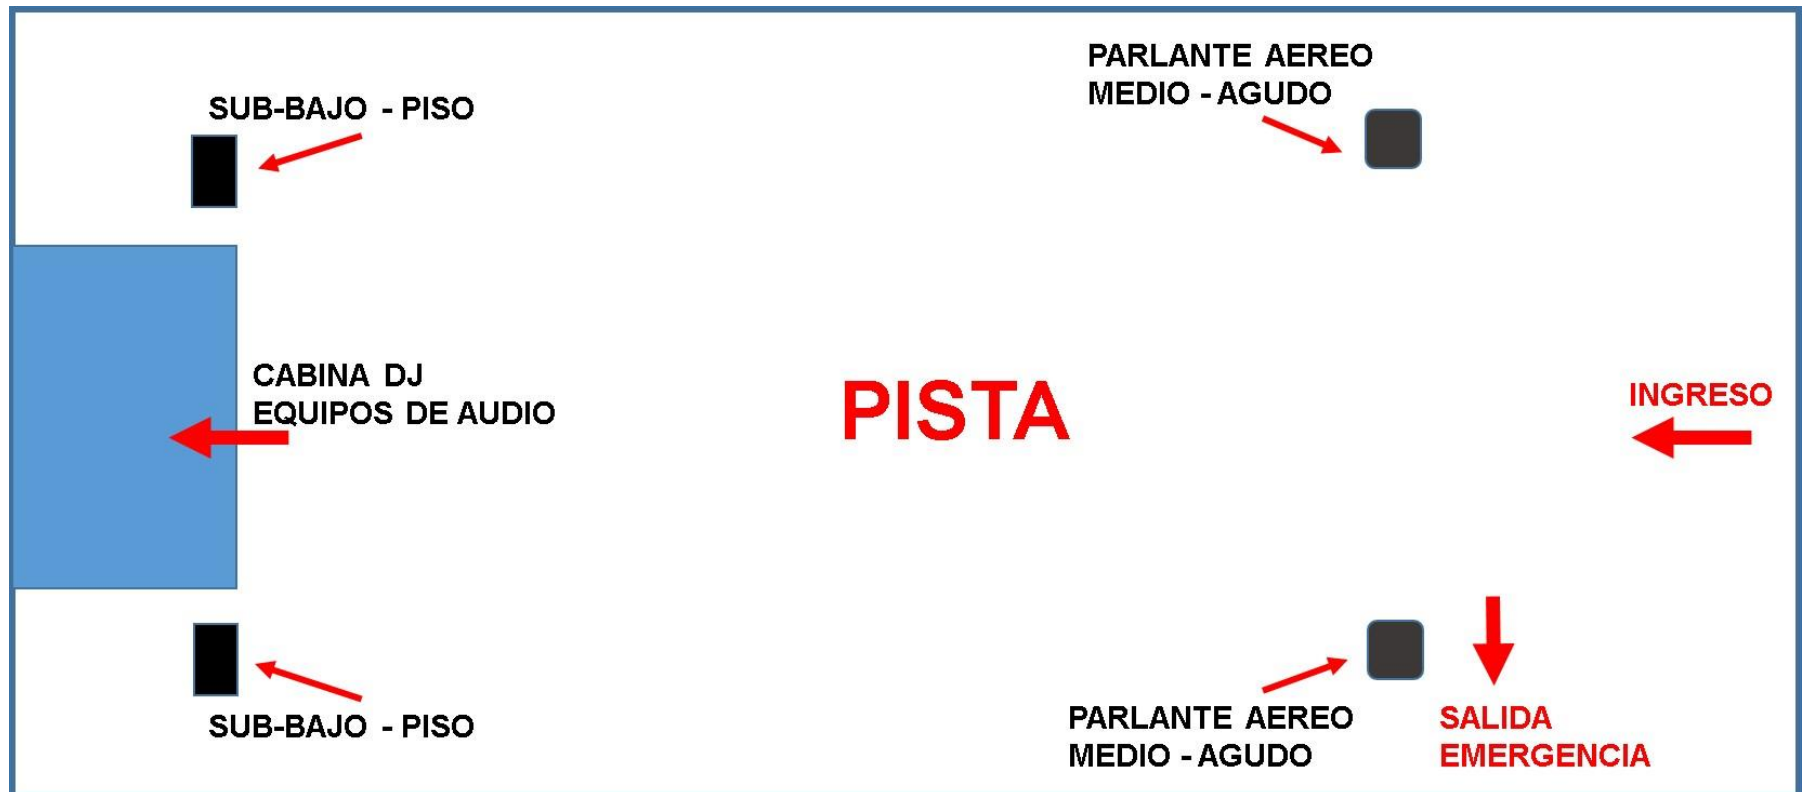 PARLANTE AEREO
MEDIO - AGUDO
SUB-BAJO - PISO
CABINA DJ
EQUIPOS DE AUDIO
PISTA
INGRESO
SUB-BAJO - PISO
PARLANTE AEREO
MEDIO - AGUDO
SALIDA
EMERGENCIA